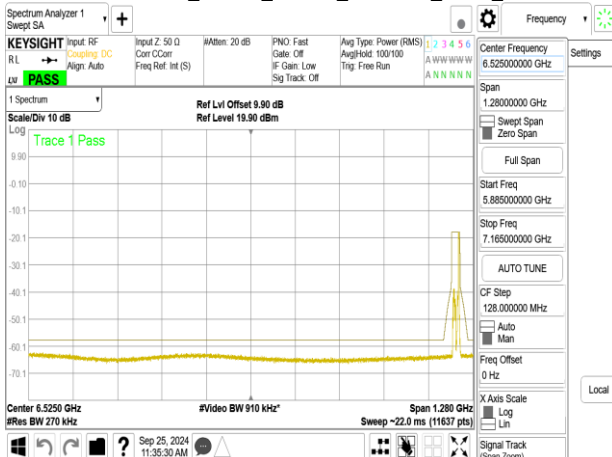 Spectrum Analyzer 1
Swept SA
Frequency
KEYSIGHT
Input: RF
Coupling: DC
Align: Auto
Input Z: 50 Ω
Corr CCorr
Freq Ref: Int (S)
#Atten: 20 dB
PNO: Fast
Gate: Off
IF Gain: Low
Sig Track: Off
Avg Type: Power (RMS)
Avg|Hold: 100/100
Trig: Free Run
1 2 3 4 5 6
A W W W W W
A N N N N N
RL
LW PASS
Settings
1 Spectrum
Scale/Div 10 dB
Ref Lvl Offset 9.90 dB
Ref Level 19.90 dBm
Log
Trace 1 Pass
9.90
-0.10
-10.1
-20.1
-30.1
-40.1
-50.1
-60.1
-70.1
Center 6.5250 GHz
#Res BW 270 kHz
#Video BW 910 kHz*
Span 1.280 GHz
Sweep ~22.0 ms (11637 pts)
Sep 25, 2024
11:35:30 AM
Center Frequency
6.525000000 GHz
Span
1.28000000 GHz
Swept Span
Zero Span
Full Span
Start Freq
5.885000000 GHz
Stop Freq
7.165000000 GHz
AUTO TUNE
CF Step
128.000000 MHz
Auto
Man
Freq Offset
0 Hz
X Axis Scale
Log
Lin
Signal Track
(Span Zoom)
Local